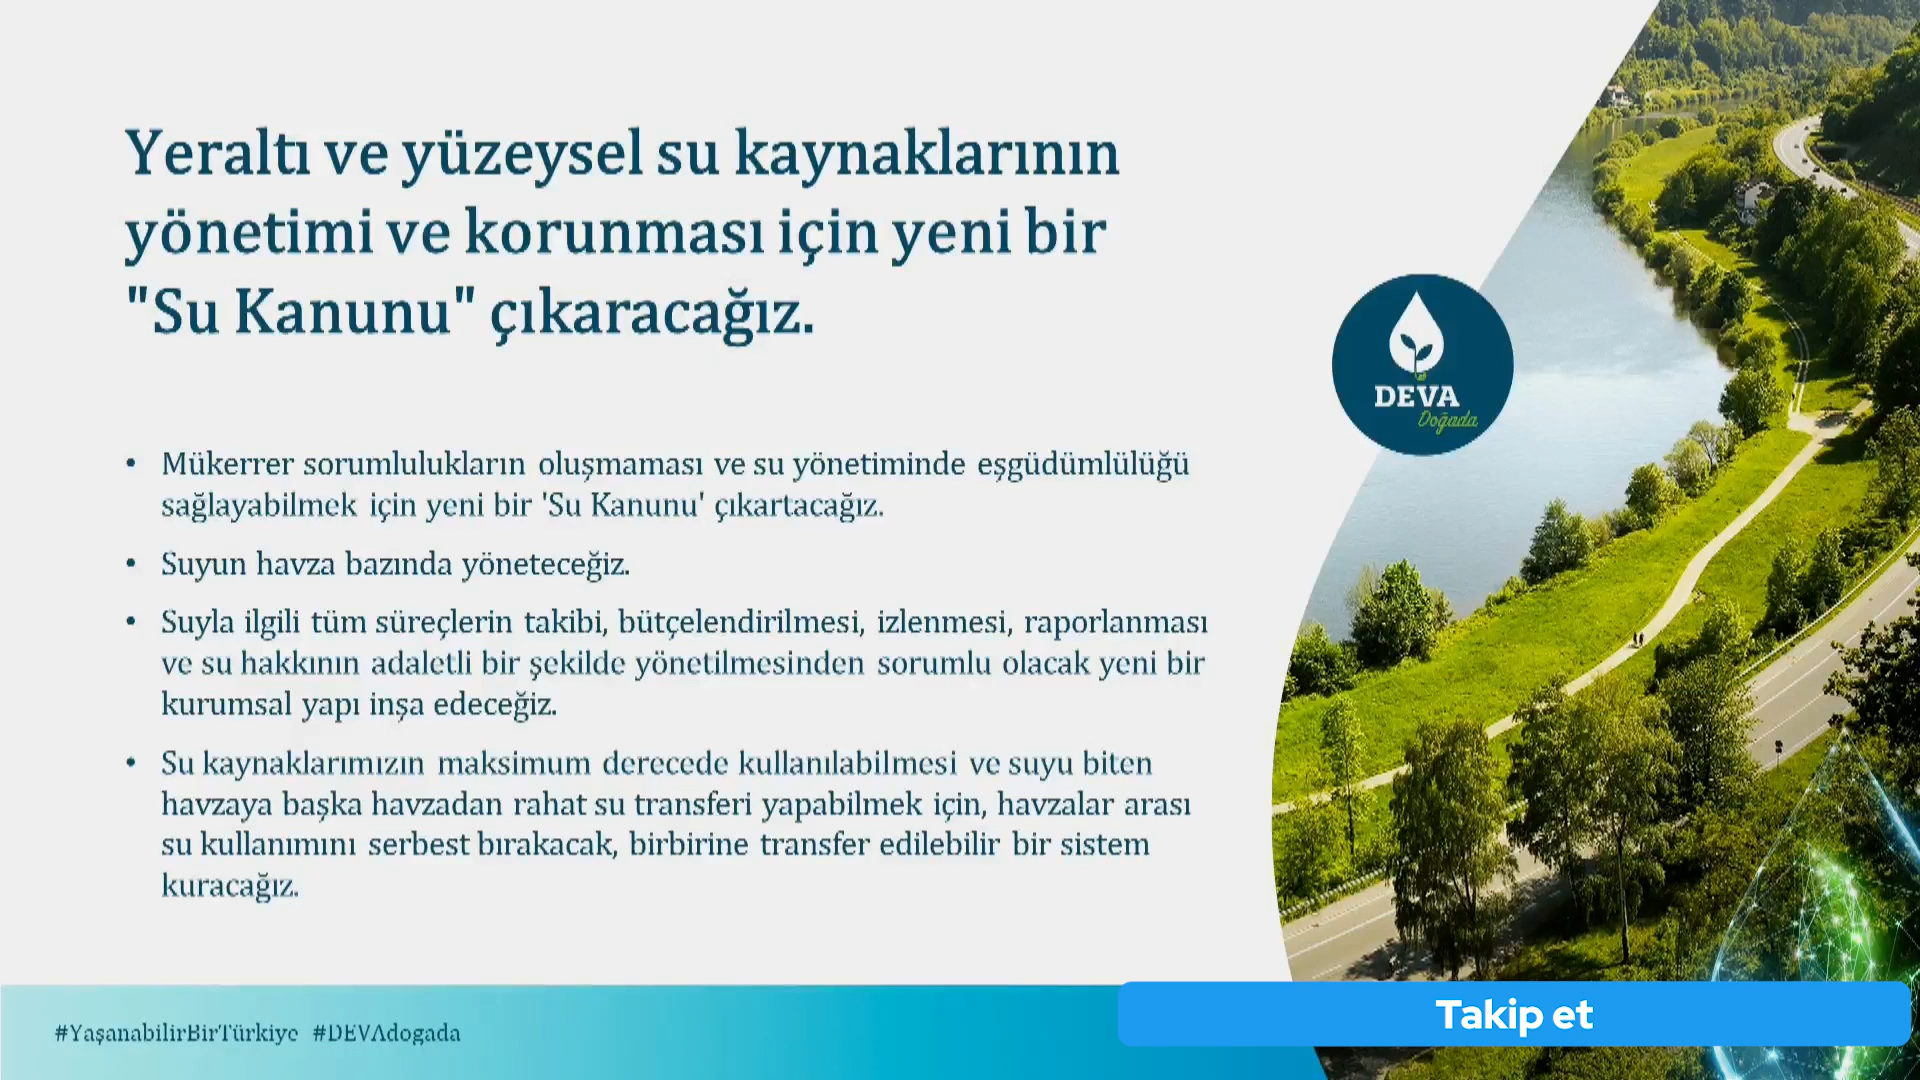 Yeraltı ve yüzeysel su kaynaklarının
yönetimi ve korunması için yeni bir
"Su Kanunu" çıkaracağız.
DEVA
Doğada
• Mükerrer sorumlulukların oluşmaması ve su yönetiminde eşgüdümlülüğü
sağlayabilmek için yeni bir 'Su Kanunu' çıkartacağız.
• Suyun havza bazında yöneteceğiz.
• Suyla ilgili tüm süreçlerin takibi, bütçelendirilmesi, izlenmesi, raporlanması
ve su hakkının adaletli bir şekilde yönetilmesinden sorumlu olacak yeni bir
kurumsal yapı inşa edeceğiz.
• Su kaynaklarımızın maksimum derecede kullanılabilmesi ve suyu biten
havzaya başka havzadan rahat su transferi yapabilmek için, havzalar arası
su kullanımını serbest bırakacak, birbirine transfer edilebilir bir sistem
kuracağız.
#YaşanabilirBirTürkiye #DEVAdogada
Takip et